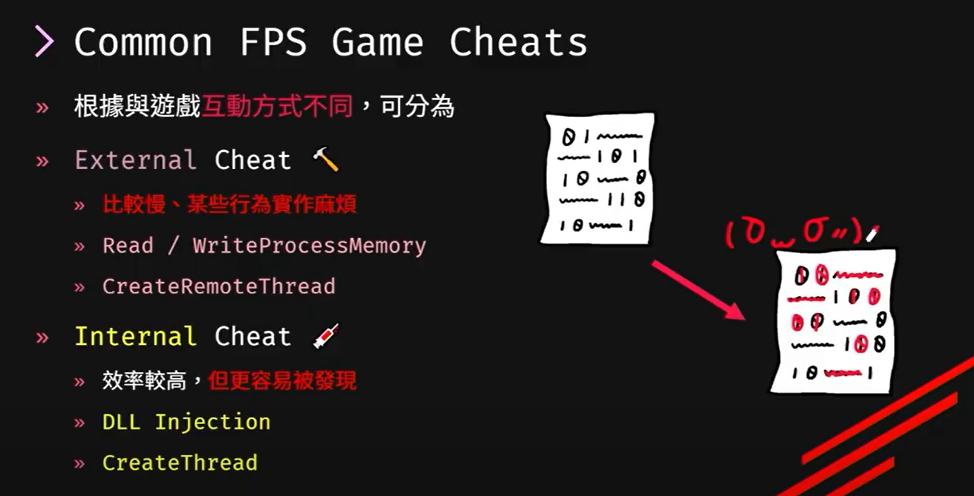 Common FPS Game Cheats
» 根據與遊戲互動方式不同，可分為
» External Cheat 🔨
» 比較慢、某些行為實作麻煩
» Read / WriteProcessMemory
» CreateRemoteThread
» Internal Cheat 💉
» 效率較高，但更容易被發現
» DLL Injection
» CreateThread
01
101
10 0
110
10 1
00
100
00 0
100
10 1